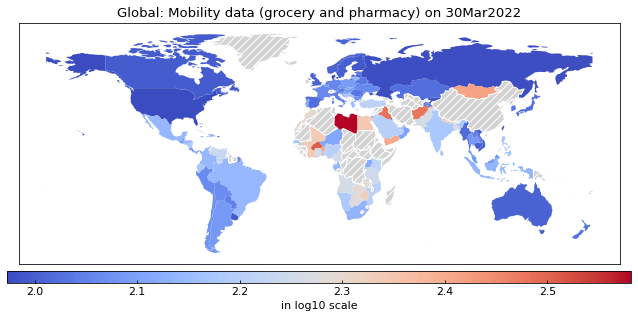 Global: Mobility data (grocery and pharmacy) on 30Mar2022
2.0 2.1 2.2 2.3 2.4 2.5
in log10 scale